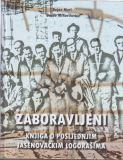 ZABORAVLJENI
KNJIGA O POSLJEDNJIM
JASENOVAČKIM LOGORAŠIMA